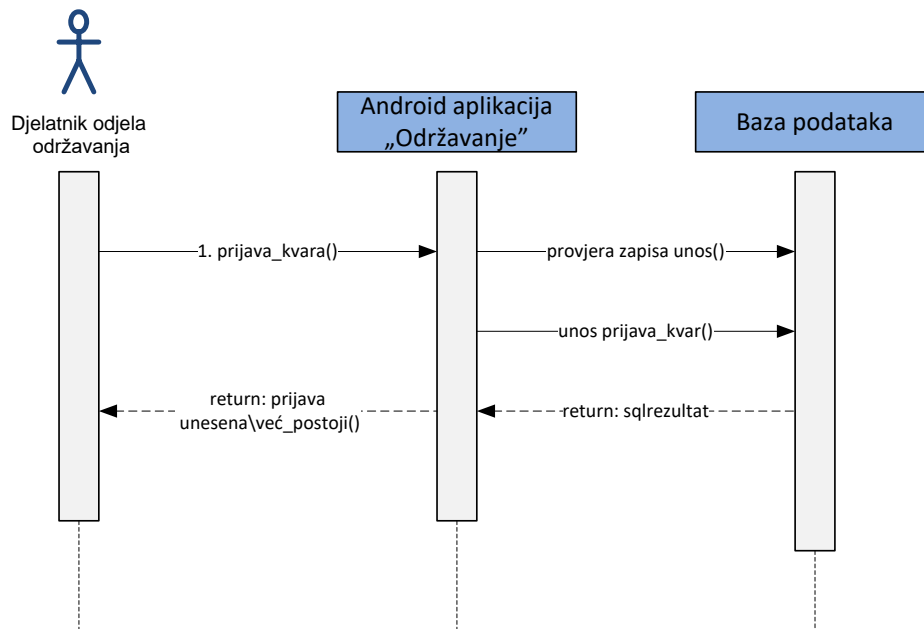 Djelatnik odjela
održavanja
Android aplikacija
„Održavanje”
Baza podataka
1. prijava_kvara()
provjera zapisa unos()
unos prijava_kvar()
return: prijava
unesena\već_postoji()
return: sqlrezultat